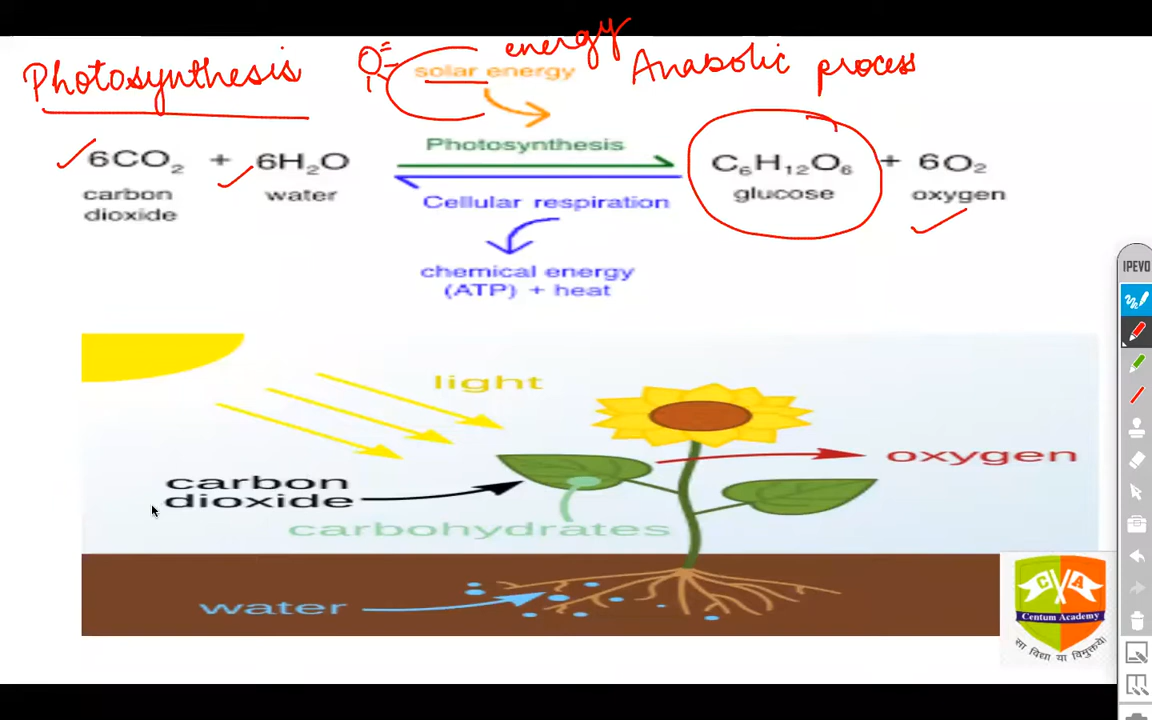 Photosynthesis
energy
Anabolic process
solar energy
Photosynthesis
6CO₂ + 6H₂O
C₆H₁₂O₆ + 6O₂
carbon dioxide
water
glucose
oxygen
Cellular respiration
chemical energy
(ATP) + heat
IPEVO
light
oxygen
carbon
dioxide
carbohydrates
water
C A
Centum Academy
सा विद्या या विमुक्तये।